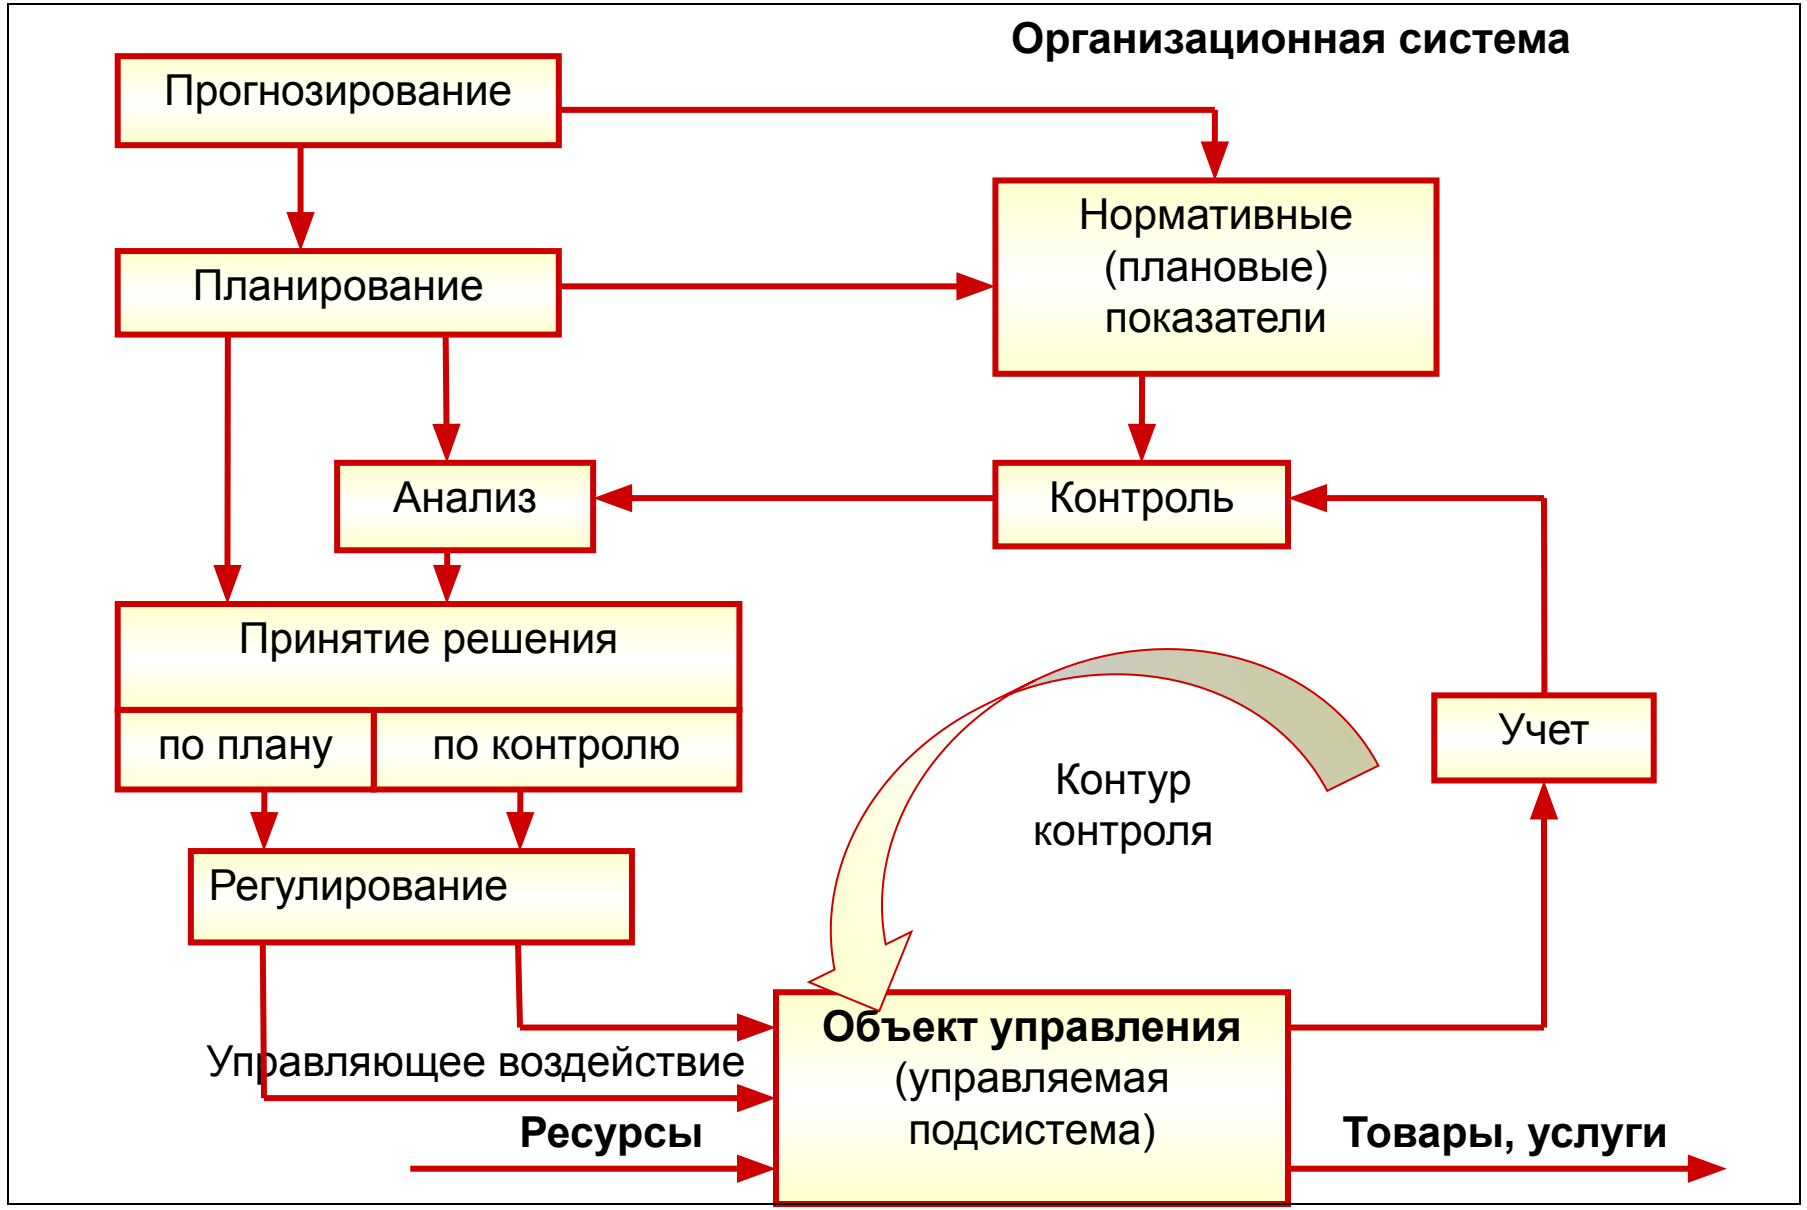 Организационная система
Прогнозирование
Нормативные
(плановые)
показатели
Планирование
Анализ
Контроль
Принятие решения
по плану
по контролю
Учет
Контур
контроля
Регулирование
Объект управления
(управляемая
подсистема)
Управляющее воздействие
Ресурсы
Товары, услуги